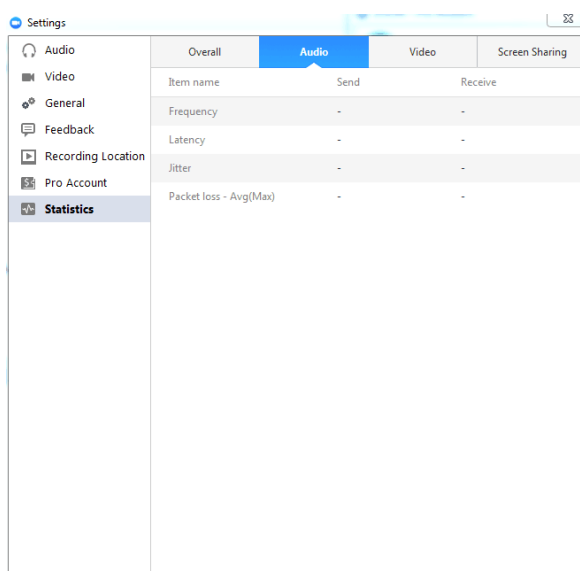 Settings
Audio
Video
General
Feedback
Recording Location
Pro Account
Statistics
Overall Audio Video Screen Sharing
Item name Send Receive
Frequency - -
Latency - -
Jitter - -
Packet loss - Avg(Max) - -